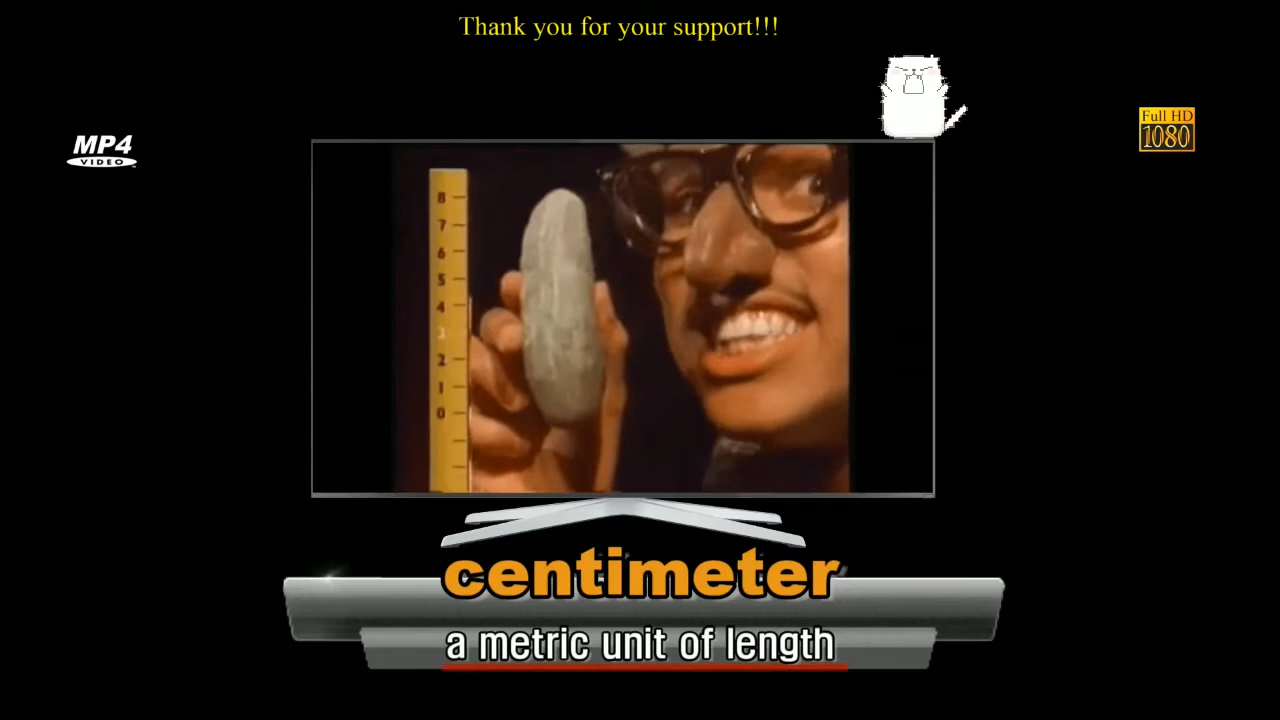 Thank you for your support!!!
Full HD
1080
MP4
VIDEO
8
7
6
5
4
3
2
1
0
centimeter
a metric unit of length